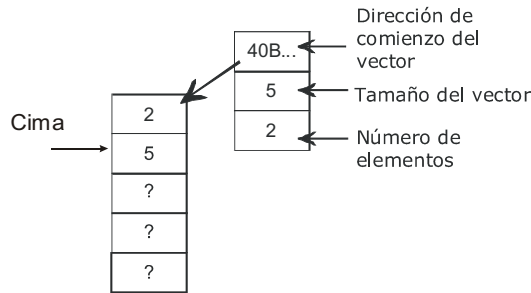 Dirección de
comienzo del
vector
40B...
5
Tamaño del vector
2
Número de
elementos
Cima
2
5
?
?
?